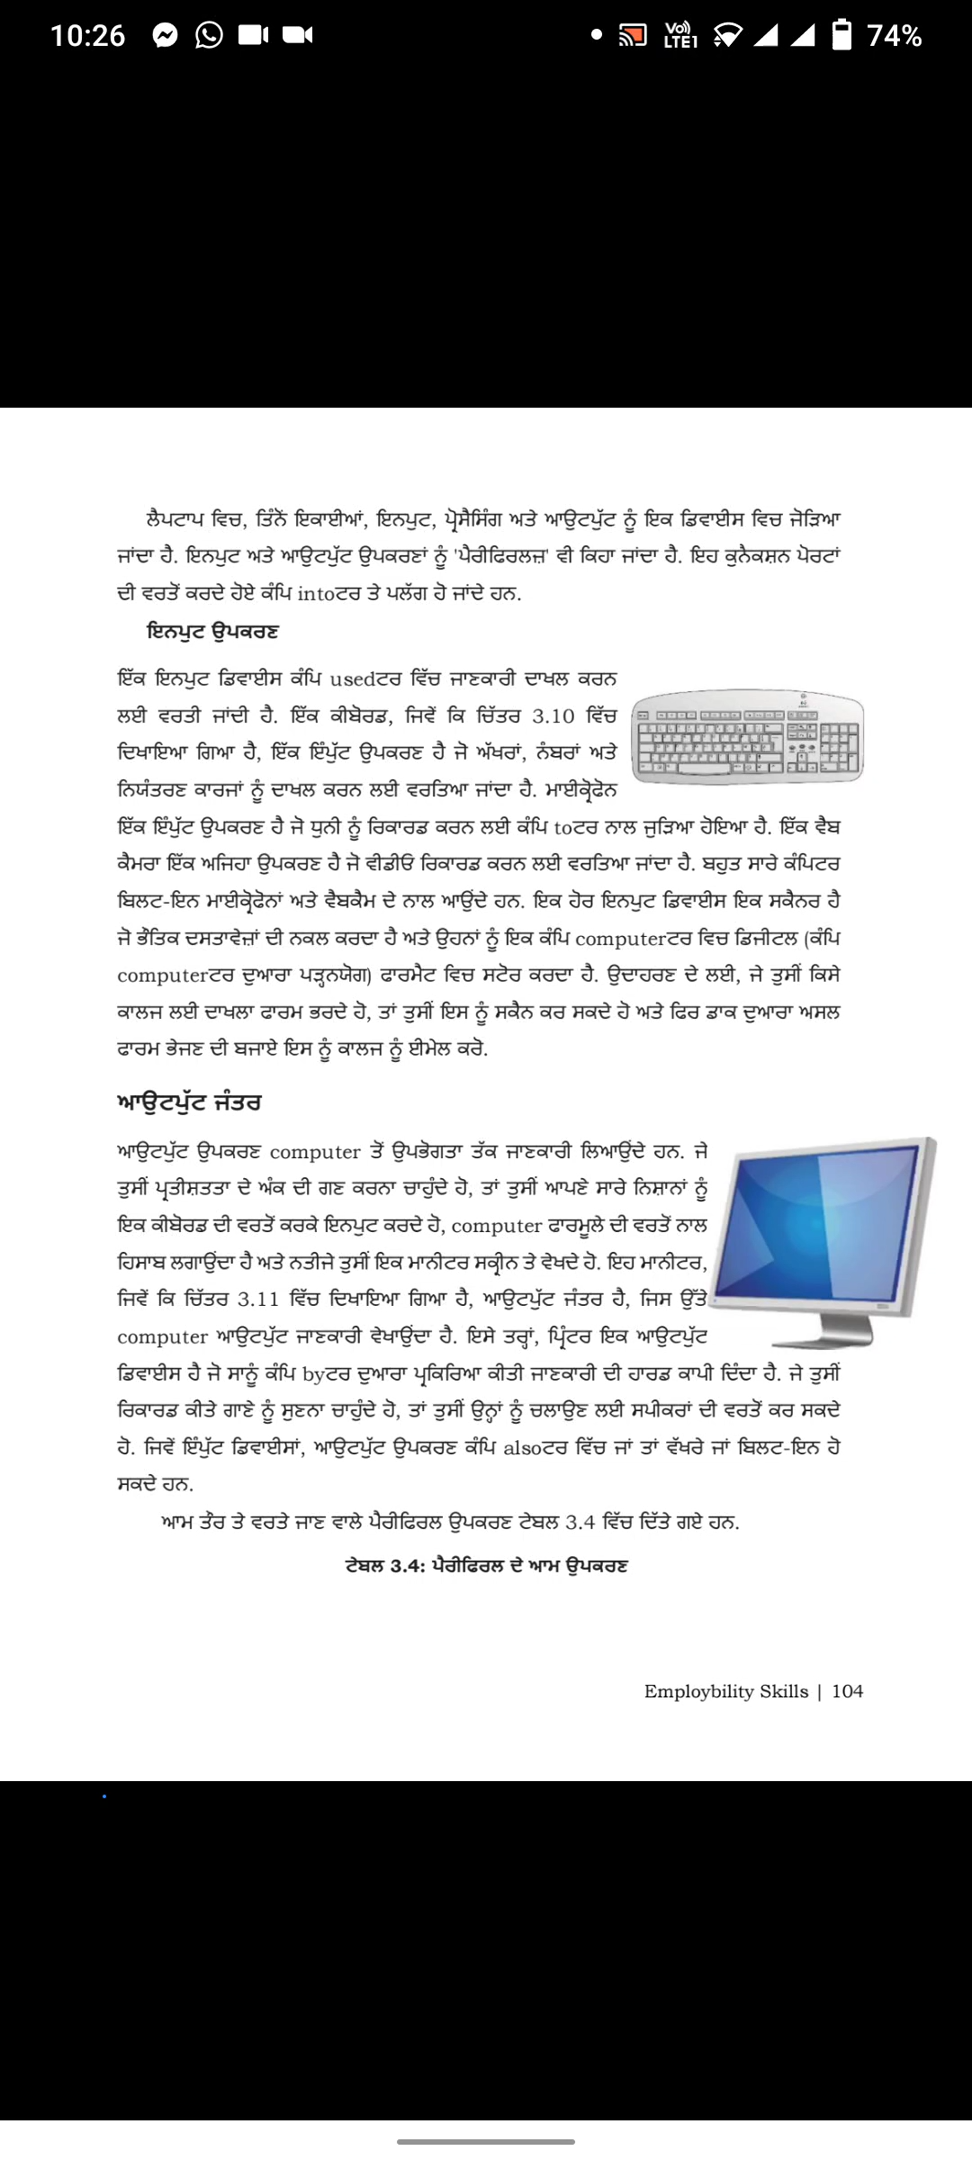 10:26
VoLTE1
74%
ਲੈਪਟਾਪ ਵਿਚ, ਤਿੰਨੋਂ ਇਕਾਈਆਂ, ਇਨਪੁਟ, ਪ੍ਰੋਸੈਸਿੰਗ ਅਤੇ ਆਉਟਪੁੱਟ ਨੂੰ ਇਕ ਡਿਵਾਈਸ ਵਿਚ ਜੋੜਿਆ
ਜਾਂਦਾ ਹੈ. ਇਨਪੁਟ ਅਤੇ ਆਉਟਪੁੱਟ ਉਪਕਰਣਾਂ ਨੂੰ 'ਪੈਰੀਫਿਰਲਜ਼' ਵੀ ਕਿਹਾ ਜਾਂਦਾ ਹੈ. ਇਹ ਕੁਨੈਕਸ਼ਨ ਪੋਰਟਾਂ
ਦੀ ਵਰਤੋਂ ਕਰਦੇ ਹੋਏ ਕੰਪਿ intoਟਰ ਤੇ ਪਲੱਗ ਹੋ ਜਾਂਦੇ ਹਨ.
ਇਨਪੁਟ ਉਪਕਰਣ
ਇੱਕ ਇਨਪੁਟ ਡਿਵਾਈਸ ਕੰਪਿ usedਟਰ ਵਿੱਚ ਜਾਣਕਾਰੀ ਦਾਖਲ ਕਰਨ
ਲਈ ਵਰਤੀ ਜਾਂਦੀ ਹੈ. ਇੱਕ ਕੀਬੋਰਡ, ਜਿਵੇਂ ਕਿ ਚਿੱਤਰ 3.10 ਵਿੱਚ
ਦਿਖਾਇਆ ਗਿਆ ਹੈ, ਇੱਕ ਇੰਪੁੱਟ ਉਪਕਰਣ ਹੈ ਜੋ ਅੱਖਰਾਂ, ਨੰਬਰਾਂ ਅਤੇ
ਨਿਯੰਤਰਣ ਕਾਰਜਾਂ ਨੂੰ ਦਾਖਲ ਕਰਨ ਲਈ ਵਰਤਿਆ ਜਾਂਦਾ ਹੈ. ਮਾਈਕ੍ਰੋਫੋਨ
ਇੱਕ ਇੰਪੁੱਟ ਉਪਕਰਣ ਹੈ ਜੋ ਧੁਨੀ ਨੂੰ ਰਿਕਾਰਡ ਕਰਨ ਲਈ ਕੰਪਿ toਟਰ ਨਾਲ ਜੁੜਿਆ ਹੋਇਆ ਹੈ. ਇੱਕ ਵੈਬ
ਕੈਮਰਾ ਇੱਕ ਅਜਿਹਾ ਉਪਕਰਣ ਹੈ ਜੋ ਵੀਡੀਓ ਰਿਕਾਰਡ ਕਰਨ ਲਈ ਵਰਤਿਆ ਜਾਂਦਾ ਹੈ. ਬਹੁਤ ਸਾਰੇ ਕੰਪਿਟਰ
ਬਿਲਟ-ਇਨ ਮਾਈਕ੍ਰੋਫੋਨਾਂ ਅਤੇ ਵੈਬਕੈਮ ਦੇ ਨਾਲ ਆਉਂਦੇ ਹਨ. ਇਕ ਹੋਰ ਇਨਪੁਟ ਡਿਵਾਈਸ ਇਕ ਸਕੈਨਰ ਹੈ
ਜੋ ਭੌਤਿਕ ਦਸਤਾਵੇਜ਼ਾਂ ਦੀ ਨਕਲ ਕਰਦਾ ਹੈ ਅਤੇ ਉਹਨਾਂ ਨੂੰ ਇਕ ਕੰਪਿ computerਟਰ ਵਿਚ ਡਿਜੀਟਲ (ਕੰਪਿ
computerਟਰ ਦੁਆਰਾ ਪੜ੍ਹਨਯੋਗ) ਫਾਰਮੈਟ ਵਿਚ ਸਟੋਰ ਕਰਦਾ ਹੈ. ਉਦਾਹਰਣ ਦੇ ਲਈ, ਜੇ ਤੁਸੀਂ ਕਿਸੇ
ਕਾਲਜ ਲਈ ਦਾਖਲਾ ਫਾਰਮ ਭਰਦੇ ਹੋ, ਤਾਂ ਤੁਸੀਂ ਇਸ ਨੂੰ ਸਕੈਨ ਕਰ ਸਕਦੇ ਹੋ ਅਤੇ ਫਿਰ ਡਾਕ ਦੁਆਰਾ ਅਸਲ
ਫਾਰਮ ਭੇਜਣ ਦੀ ਬਜਾਏ ਇਸ ਨੂੰ ਕਾਲਜ ਨੂੰ ਈਮੇਲ ਕਰੋ.
ਆਉਟਪੁੱਟ ਜੰਤਰ
ਆਉਟਪੁੱਟ ਉਪਕਰਣ computer ਤੋਂ ਉਪਭੋਗਤਾ ਤੱਕ ਜਾਣਕਾਰੀ ਲਿਆਉਂਦੇ ਹਨ. ਜੇ
ਤੁਸੀਂ ਪ੍ਰਤੀਸ਼ਤਤਾ ਦੇ ਅੰਕ ਦੀ ਗਣ ਕਰਨਾ ਚਾਹੁੰਦੇ ਹੋ, ਤਾਂ ਤੁਸੀਂ ਆਪਣੇ ਸਾਰੇ ਨਿਸ਼ਾਨਾਂ ਨੂੰ
ਇਕ ਕੀਬੋਰਡ ਦੀ ਵਰਤੋਂ ਕਰਕੇ ਇਨਪੁਟ ਕਰਦੇ ਹੋ, computer ਫਾਰਮੂਲੇ ਦੀ ਵਰਤੋਂ ਨਾਲ
ਹਿਸਾਬ ਲਗਾਉਂਦਾ ਹੈ ਅਤੇ ਨਤੀਜੇ ਤੁਸੀਂ ਇਕ ਮਾਨੀਟਰ ਸਕ੍ਰੀਨ ਤੇ ਵੇਖਦੇ ਹੋ. ਇਹ ਮਾਨੀਟਰ,
ਜਿਵੇਂ ਕਿ ਚਿੱਤਰ 3.11 ਵਿੱਚ ਦਿਖਾਇਆ ਗਿਆ ਹੈ, ਆਉਟਪੁੱਟ ਜੰਤਰ ਹੈ, ਜਿਸ ਉੱਤੇ
computer ਆਉਟਪੁੱਟ ਜਾਣਕਾਰੀ ਵੇਖਾਉਂਦਾ ਹੈ. ਇਸੇ ਤਰ੍ਹਾਂ, ਪ੍ਰਿੰਟਰ ਇਕ ਆਉਟਪੁੱਟ
ਡਿਵਾਈਸ ਹੈ ਜੋ ਸਾਨੂੰ ਕੰਪਿ byਟਰ ਦੁਆਰਾ ਪ੍ਰਕਿਰਿਆ ਕੀਤੀ ਜਾਣਕਾਰੀ ਦੀ ਹਾਰਡ ਕਾਪੀ ਦਿੰਦਾ ਹੈ. ਜੇ ਤੁਸੀਂ
ਰਿਕਾਰਡ ਕੀਤੇ ਗਾਣੇ ਨੂੰ ਸੁਣਨਾ ਚਾਹੁੰਦੇ ਹੋ, ਤਾਂ ਤੁਸੀਂ ਉਨ੍ਹਾਂ ਨੂੰ ਚਲਾਉਣ ਲਈ ਸਪੀਕਰਾਂ ਦੀ ਵਰਤੋਂ ਕਰ ਸਕਦੇ
ਹੋ. ਜਿਵੇਂ ਇੰਪੁੱਟ ਡਿਵਾਈਸਾਂ, ਆਉਟਪੁੱਟ ਉਪਕਰਣ ਕੰਪਿ alsoਟਰ ਵਿੱਚ ਜਾਂ ਤਾਂ ਵੱਖਰੇ ਜਾਂ ਬਿਲਟ-ਇਨ ਹੋ
ਸਕਦੇ ਹਨ.
ਆਮ ਤੌਰ ਤੇ ਵਰਤੇ ਜਾਣ ਵਾਲੇ ਪੈਰੀਫਿਰਲ ਉਪਕਰਣ ਟੇਬਲ 3.4 ਵਿੱਚ ਦਿੱਤੇ ਗਏ ਹਨ.
ਟੇਬਲ 3.4: ਪੈਰੀਫਿਰਲ ਦੇ ਆਮ ਉਪਕਰਣ
Employbility Skills | 104